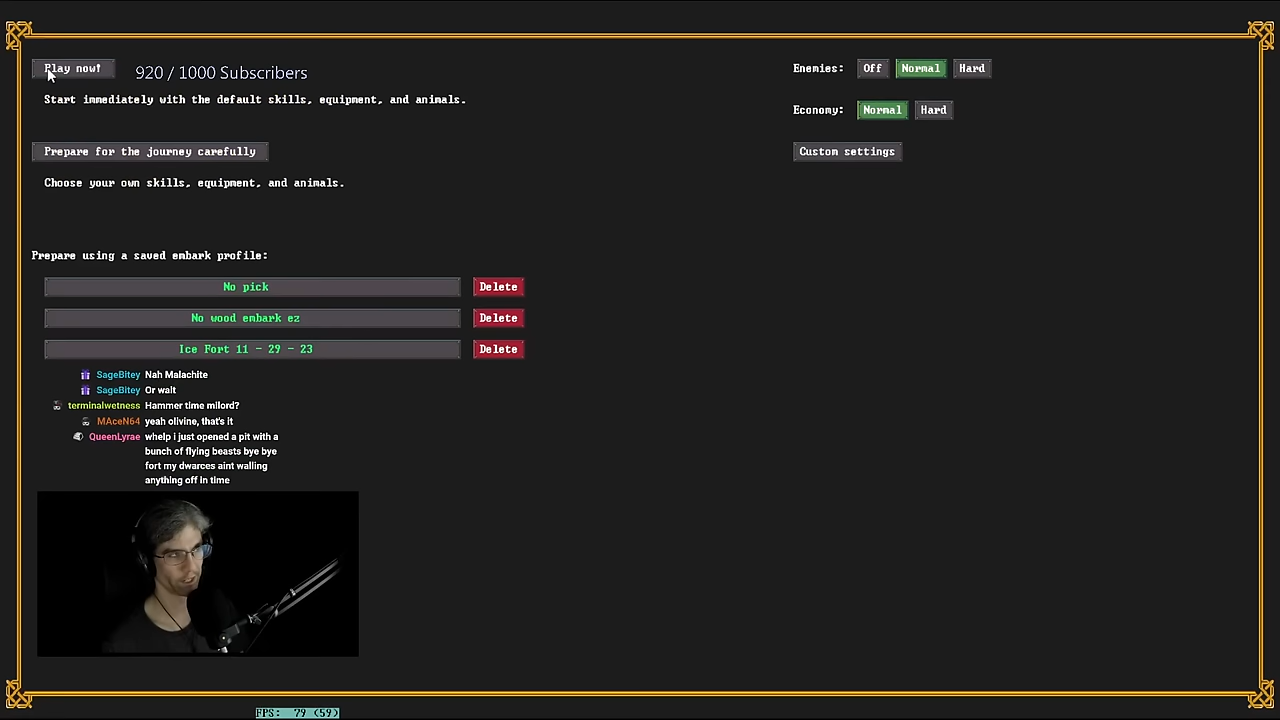 Play now!
920 / 1000 Subscribers
Start immediately with the default skills, equipment, and animals.
Prepare for the journey carefully
Choose your own skills, equipment, and animals.
Enemies: Off Normal Hard
Economy: Normal Hard
Custom settings
Prepare using a saved embark profile:
No pick Delete
No wood embark ez Delete
Ice Fort 11 - 29 - 23 Delete
SageBitey Nah Malachite
SageBitey Or wait
terminalwetness Hammer time milord?
MAceN64 yeah olivine, that's it
QueenLyrae whelp i just opened a pit with a
bunch of flying beasts bye bye
fort my dwarces aint walling
anything off in time
FPS: 79 (59)